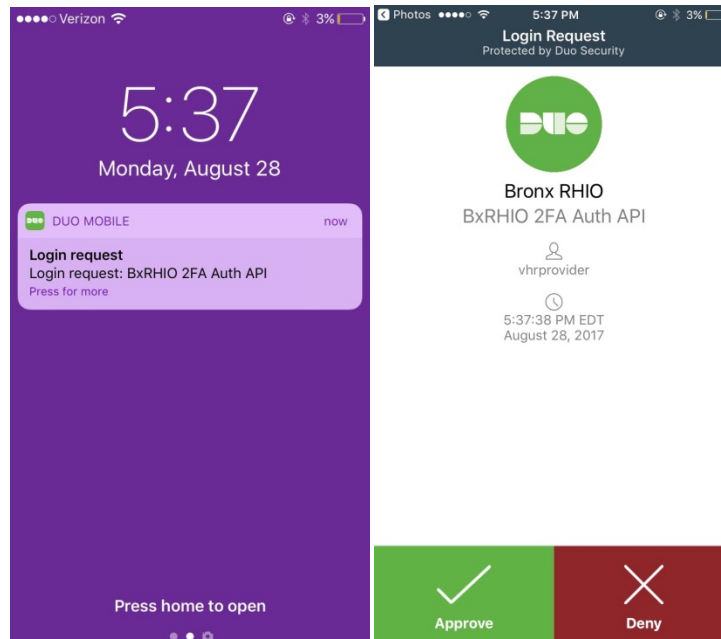 Verizon
3%
5:37
Monday, August 28
DUO
DUO MOBILE
now
Login request
Login request: BxRHIO 2FA Auth API
Press for more
Press home to open
Photos
5:37 PM
3%
Login Request
Protected by Duo Security
DUO
Bronx RHIO
BxRHIO 2FA Auth API
vhrprovider
5:37:38 PM EDT
August 28, 2017
Approve
Deny